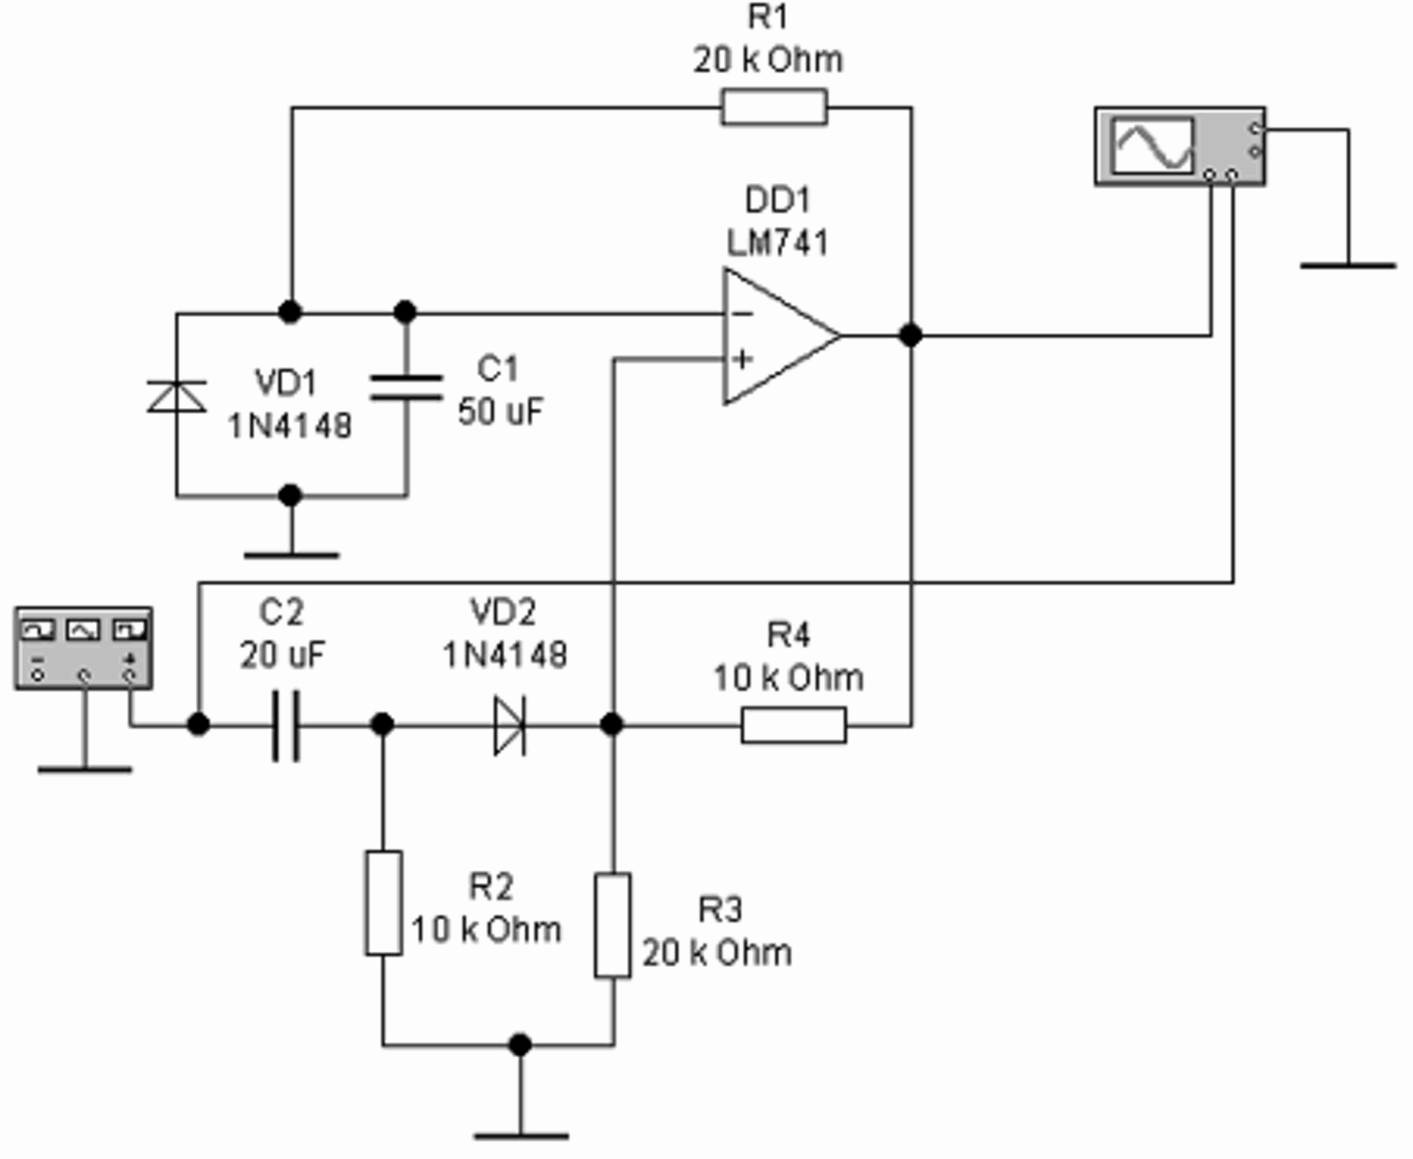 R1
20 k Ohm
DD1
LM741
−
+
VD1
1N4148
C1
50 uF
C2
20 uF
VD2
1N4148
R4
10 k Ohm
−
+
R2
10 k Ohm
R3
20 k Ohm